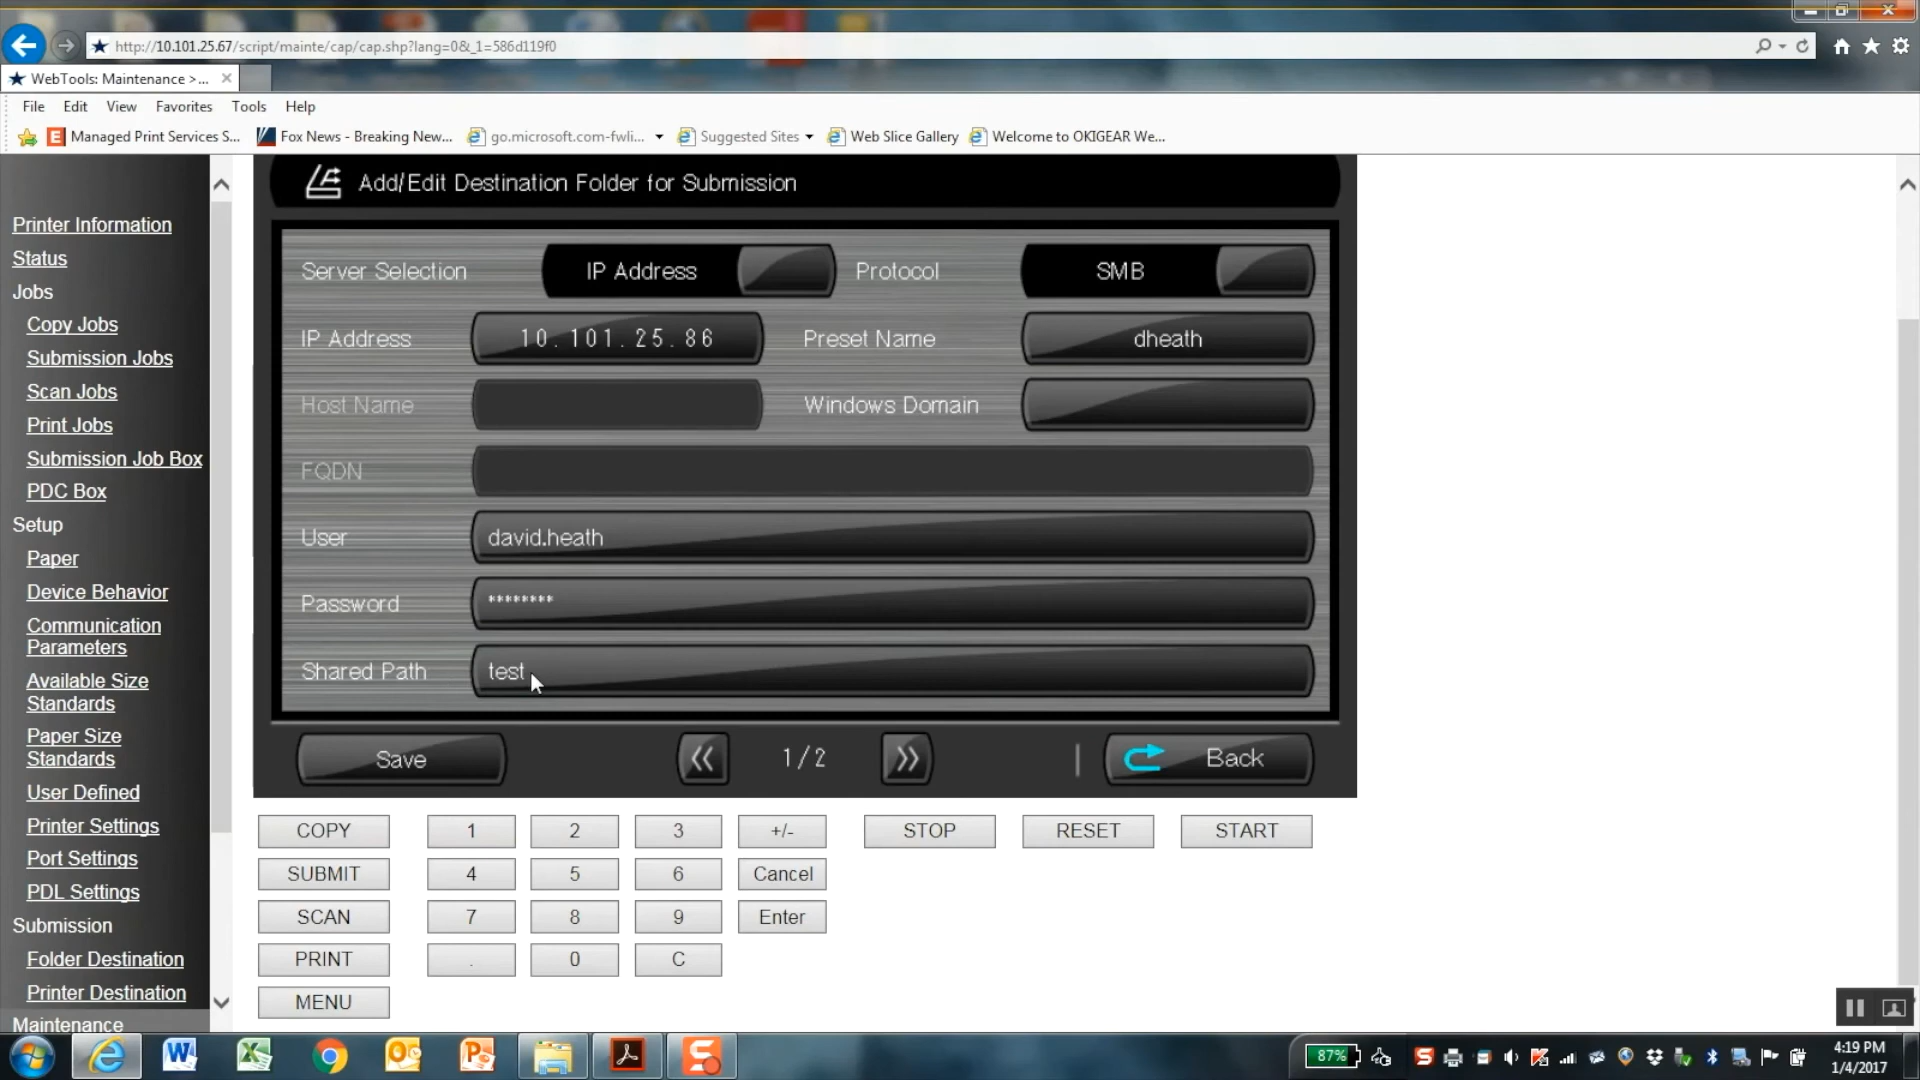 http://10.101.25.67/script/mainte/cap/cap.shp?lang=0&_1=586d119f0
WebTools: Maintenance >...
File Edit View Favorites Tools Help
Managed Print Services S... Fox News - Breaking New... go.microsoft.com-fwli... Suggested Sites Web Slice Gallery Welcome to OKIGEAR We...
Printer Information
Status
Jobs
Copy Jobs
Submission Jobs
Scan Jobs
Print Jobs
Submission Job Box
PDC Box
Setup
Paper
Device Behavior
Communication
Parameters
Available Size
Standards
Paper Size
Standards
User Defined
Printer Settings
Port Settings
PDL Settings
Submission
Folder Destination
Printer Destination
Maintenance
Add/Edit Destination Folder for Submission
Server Selection IP Address Protocol SMB
IP Address 10.101.25.86 Preset Name dheath
Host Name Windows Domain
FQDN
User david.heath
Password ********
Shared Path test
Save 1/2 Back
COPY 1 2 3 +/- STOP RESET START
SUBMIT 4 5 6 Cancel
SCAN 7 8 9 Enter
PRINT . 0 C
MENU
87%
4:19 PM
1/4/2017